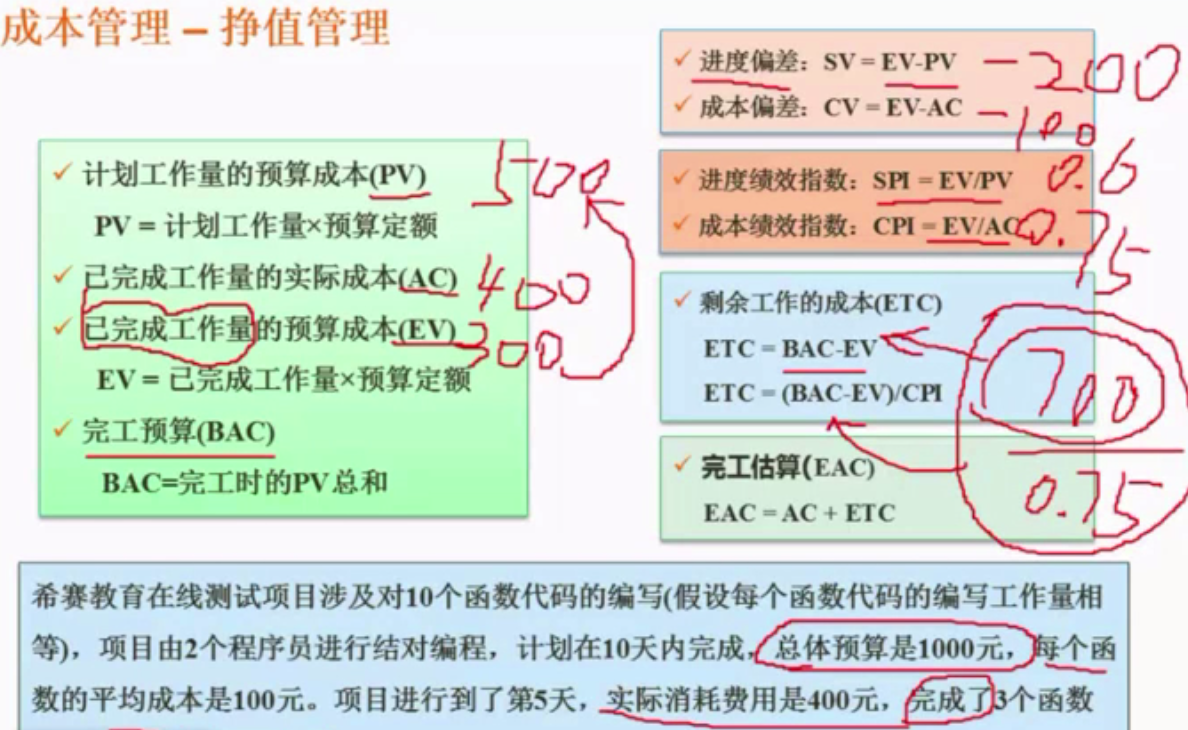 成本管理 – 挣值管理
✓ 计划工作量的预算成本(PV) 500
PV = 计划工作量×预算定额
✓ 已完成工作量的实际成本(AC) 400
✓ 已完成工作量的预算成本(EV) 300
EV = 已完成工作量×预算定额
✓ 完工预算(BAC)
BAC=完工时的PV总和
✓ 进度偏差：SV = EV-PV -200
✓ 成本偏差：CV = EV-AC -100
✓ 进度绩效指数：SPI = EV/PV 0.6
✓ 成本绩效指数：CPI = EV/AC 0.75
✓ 剩余工作的成本(ETC)
ETC = BAC-EV
ETC = (BAC-EV)/CPI
700
0.75
✓ 完工估算(EAC)
EAC = AC + ETC
希赛教育在线测试项目涉及对10个函数代码的编写(假设每个函数代码的编写工作量相
等)，项目由2个程序员进行结对编程，计划在10天内完成，总体预算是1000元，每个函
数的平均成本是100元。项目进行到了第5天，实际消耗费用是400元，完成了3个函数